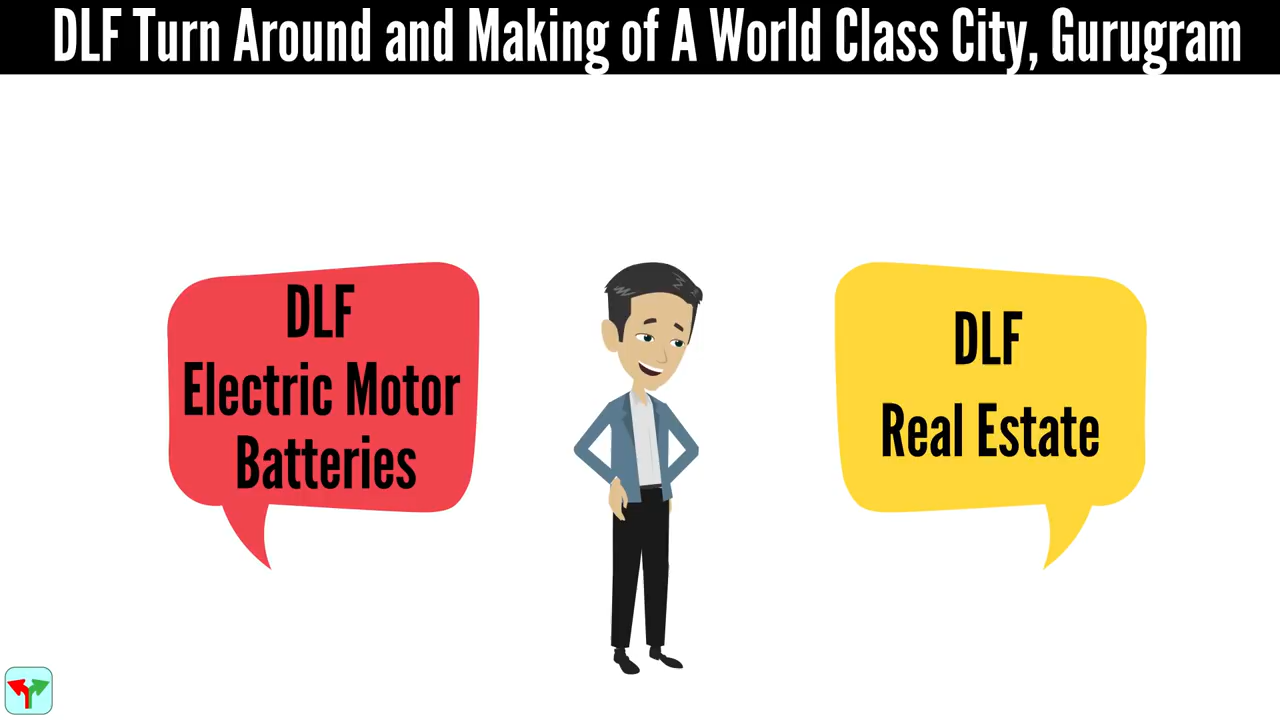 DLF Turn Around and Making of A World Class City, Gurugram
DLF
Electric Motor
Batteries
DLF
Real Estate